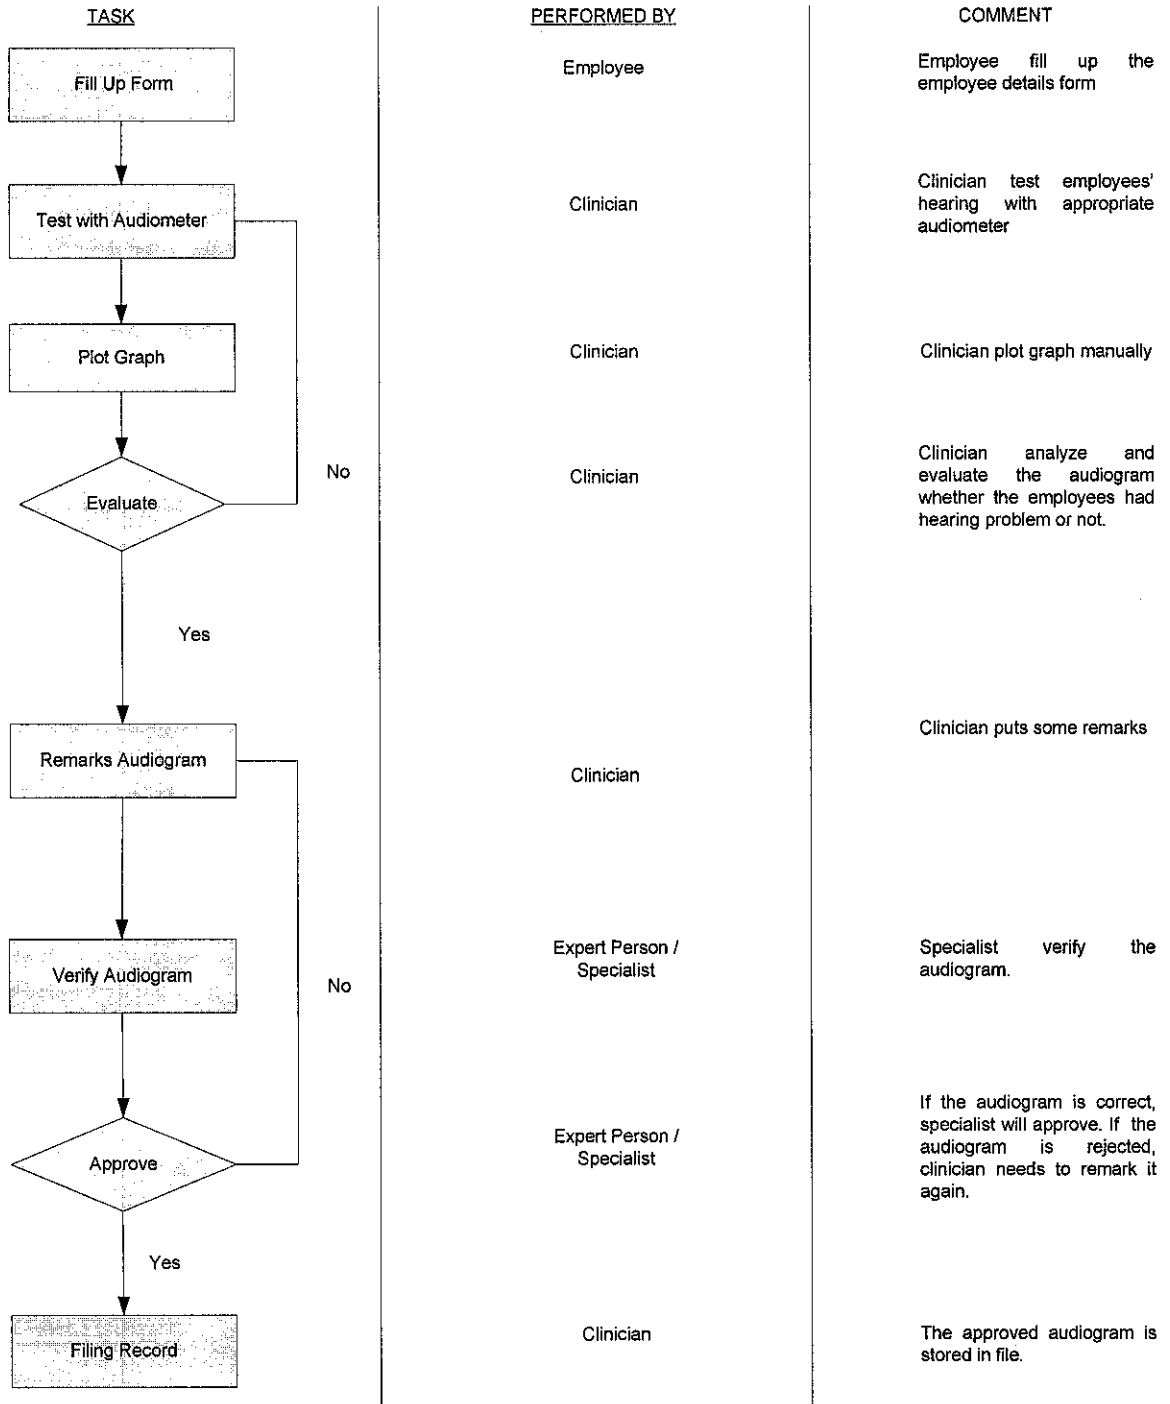 TASK
PERFORMED BY
COMMENT
Fill Up Form
Employee
Employee fill up the
employee details form
Test with Audiometer
Clinician
Clinician test employees'
hearing with appropriate
audiometer
Plot Graph
Clinician
Clinician plot graph manually
Evaluate
No
Clinician
Clinician analyze and
evaluate the audiogram
whether the employees had
hearing problem or not.
Yes
Remarks Audiogram
Clinician
Clinician puts some remarks
Verify Audiogram
No
Expert Person /
Specialist
Specialist verify the
audiogram.
Approve
Expert Person /
Specialist
If the audiogram is correct,
specialist will approve. If the
audiogram is rejected,
clinician needs to remark it
again.
Yes
Filing Record
Clinician
The approved audiogram is
stored in file.